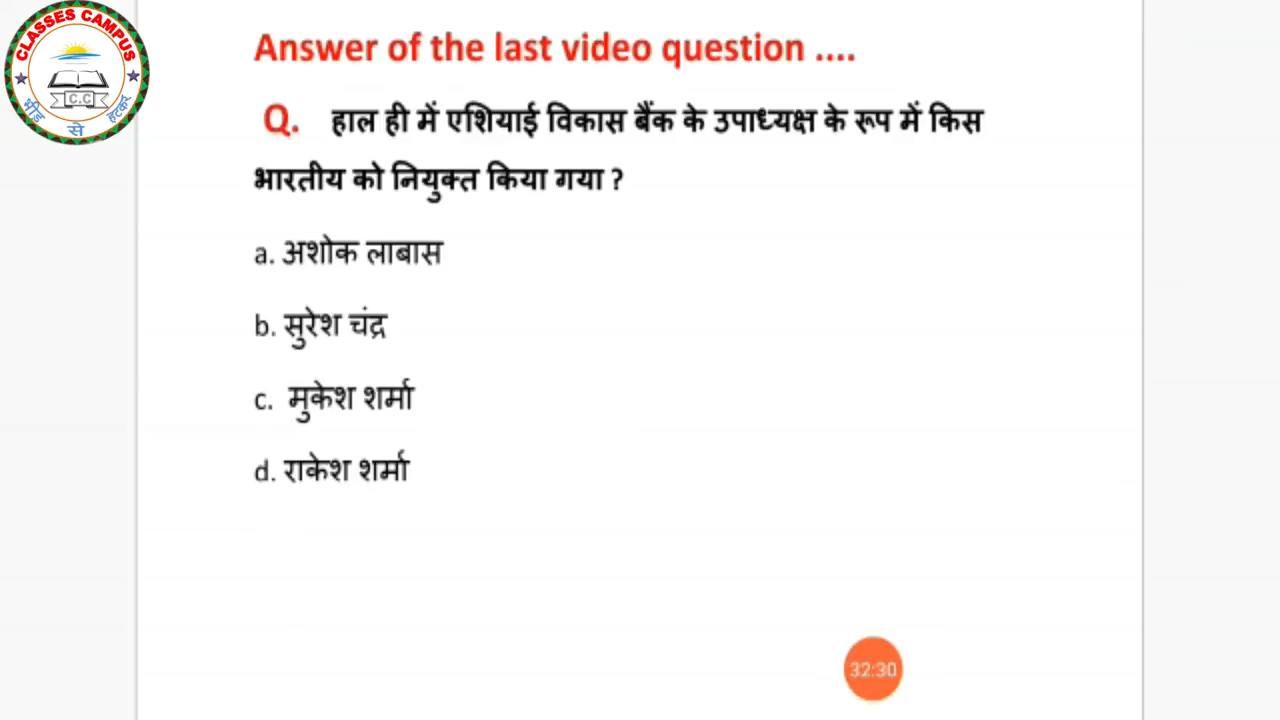 CLASSES CAMPUS
C.C
भीड़ से हटकर
Answer of the last video question ....
Q. हाल ही में एशियाई विकास बैंक के उपाध्यक्ष के रूप में किस
भारतीय को नियुक्त किया गया ?
a. अशोक लाबास
b. सुरेश चंद्र
c. मुकेश शर्मा
d. राकेश शर्मा
32:30